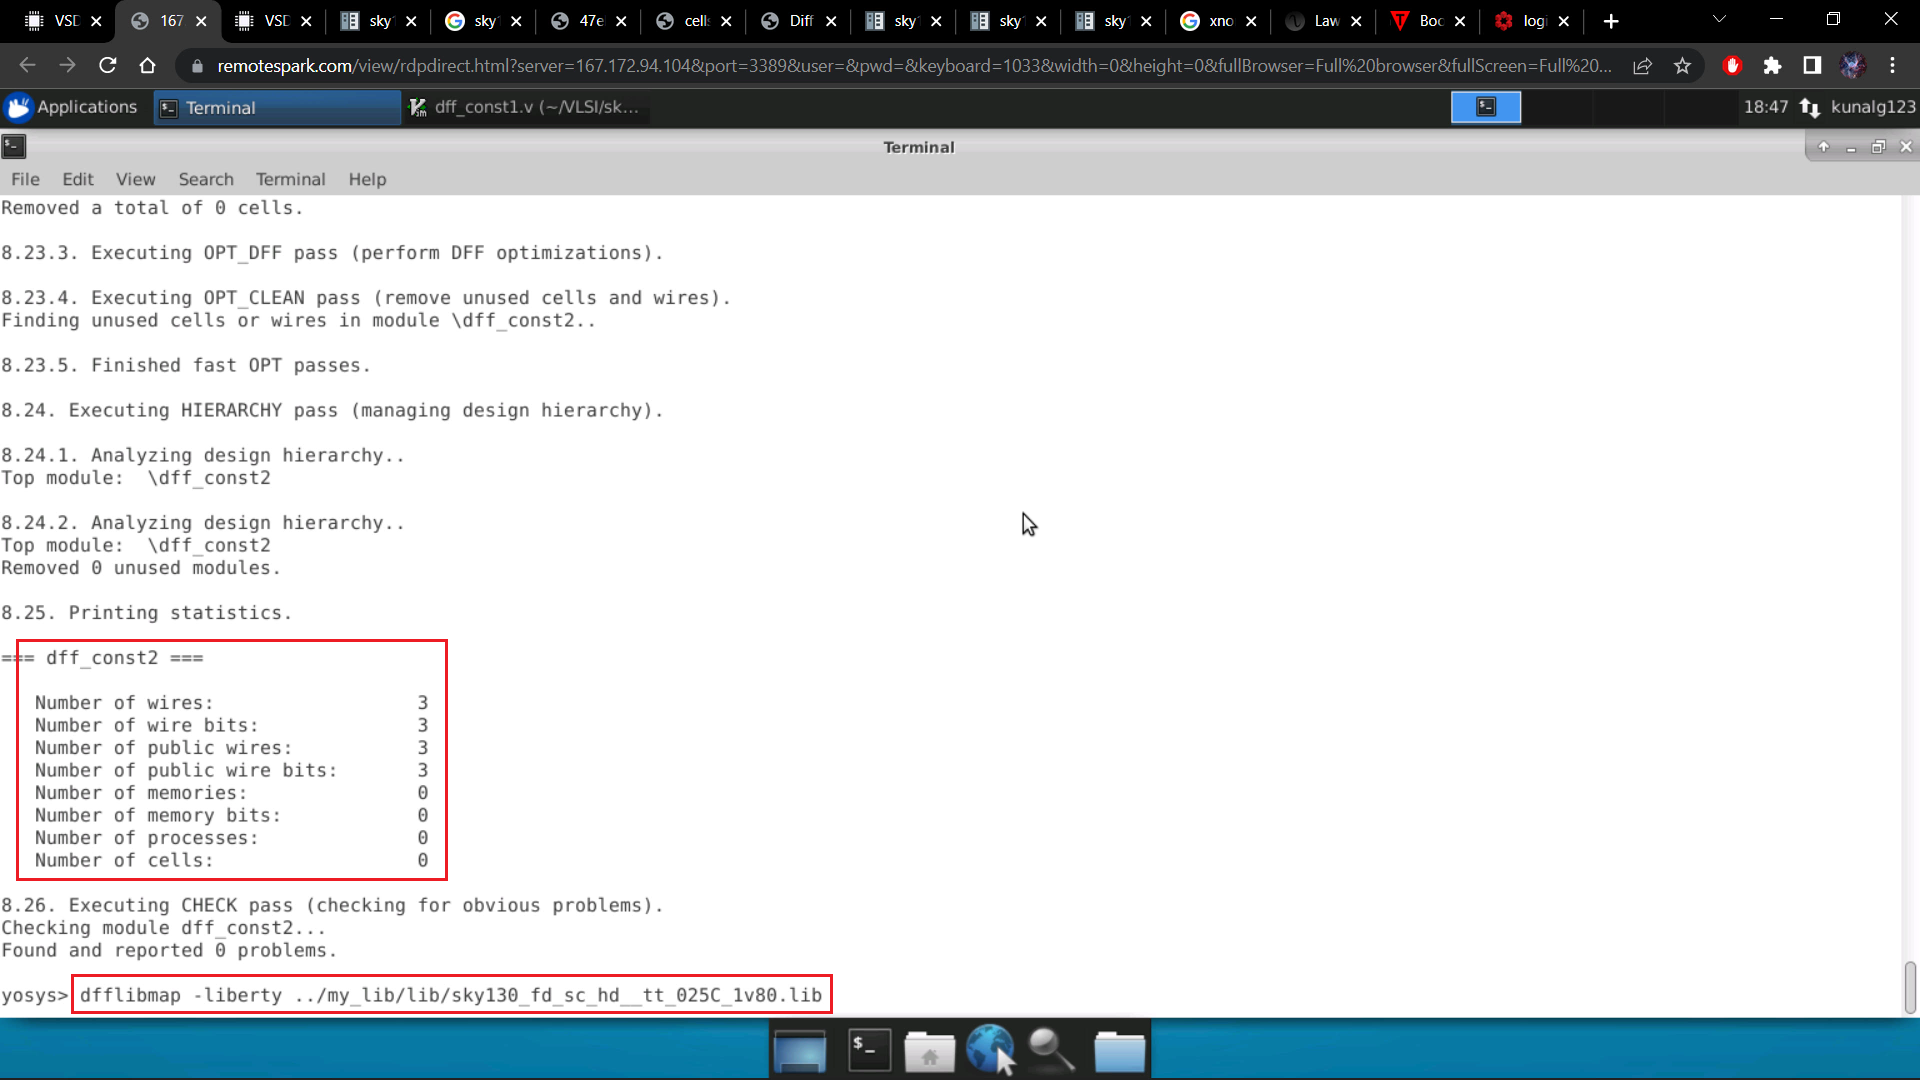 VSD
167
VSD
sky
sky
47e
cell
Diff
sky
sky
sky
xno
Law
Boc
logi
remotespark.com/view/rdpdirect.html?server=167.172.94.104&port=3389&user=&pwd=&keyboard=1033&width=0&height=0&fullBrowser=Full%20browser&fullScreen=Full%20...
Applications
Terminal
dff_const1.v (~/VLSI/sk...
18:47
kunalg123
Terminal
File Edit View Search Terminal Help
Removed a total of 0 cells.
8.23.3. Executing OPT_DFF pass (perform DFF optimizations).
8.23.4. Executing OPT_CLEAN pass (remove unused cells and wires).
Finding unused cells or wires in module \dff_const2..
8.23.5. Finished fast OPT passes.
8.24. Executing HIERARCHY pass (managing design hierarchy).
8.24.1. Analyzing design hierarchy..
Top module:  \dff_const2
8.24.2. Analyzing design hierarchy..
Top module:  \dff_const2
Removed 0 unused modules.
8.25. Printing statistics.
=== dff_const2 ===
Number of wires: 3
Number of wire bits: 3
Number of public wires: 3
Number of public wire bits: 3
Number of memories: 0
Number of memory bits: 0
Number of processes: 0
Number of cells: 0
8.26. Executing CHECK pass (checking for obvious problems).
Checking module dff_const2...
Found and reported 0 problems.
yosys> dfflibmap -liberty ../my_lib/lib/sky130_fd_sc_hd__tt_025C_1v80.lib